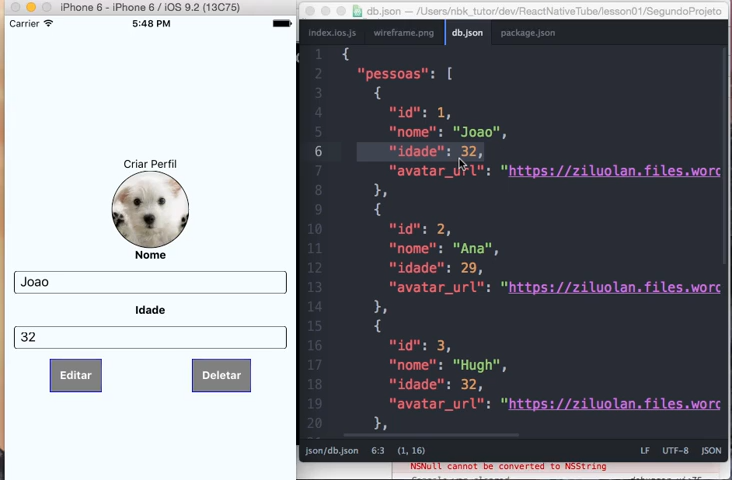 iPhone 6 - iPhone 6 / iOS 9.2 (13C75)
Carrier
5:48 PM
Criar Perfil
Nome
Joao
Idade
32
Editar
Deletar
db.json — /Users/nbk_tutor/dev/ReactNativeTube/lesson01/SegundoProjeto
index.ios.js
wireframe.png
db.json
package.json
1 {
2 "pessoas": [
3 {
4 "id": 1,
5 "nome": "Joao",
6 "idade": 32,
7 "avatar_url": "https://ziluolan.files.word
8 },
9 {
10 "id": 2,
11 "nome": "Ana",
12 "idade": 29,
13 "avatar_url": "https://ziluolan.files.word
14 },
15 {
16 "id": 3,
17 "nome": "Hugh",
18 "idade": 32,
19 "avatar_url": "https://ziluolan.files.word
20 },
json/db.json 6:3 (1, 16)
LF UTF-8 JSON
NSNull cannot be converted to NSString